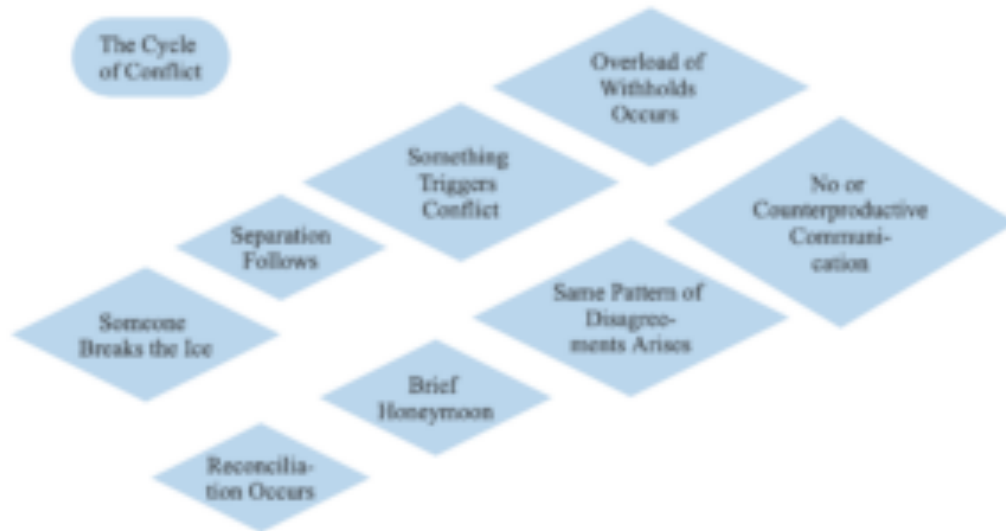 The Cycle
of Conflict
Overload of
Withholds
Occurs
Something
Triggers
Conflict
No or
Counterproductive
Communi-
cation
Separation
Follows
Same Pattern of
Disagree-
ments Arises
Someone
Breaks the Ice
Brief
Honeymoon
Reconcilia-
tion Occurs